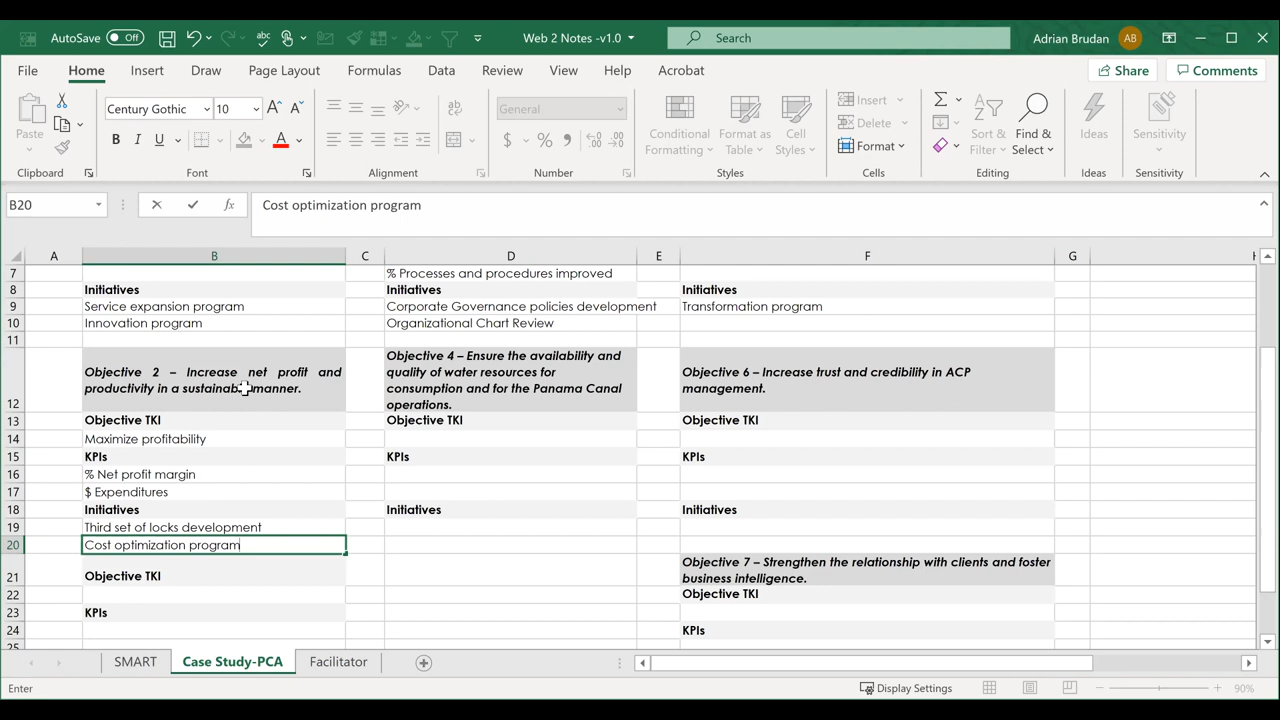 AutoSave Off Web 2 Notes -v1.0 Search Adrian Brudan AB
File Home Insert Draw Page Layout Formulas Data Review View Help Acrobat Share Comments
Paste
Clipboard
Century Gothic 10
B I U A
Font
ab
Alignment
General
$ % ,
Number
Conditional Formatting
Format as Table
Cell Styles
Styles
Insert
Delete
Format
Cells
Sort & Filter
Find & Select
Editing
Ideas
Ideas
Sensitivity
Sensitivity
B20 fx Cost optimization program
A B C D E F G H
7 % Processes and procedures improved
8 Initiatives Initiatives Initiatives
9 Service expansion program Corporate Governance policies development Transformation program
10 Innovation program Organizational Chart Review
11
12
Objective 2 – Increase net profit and
productivity in a sustainable manner.
Objective 4 – Ensure the availability and
quality of water resources for
consumption and for the Panama Canal
operations.
Objective 6 – Increase trust and credibility in ACP
management.
13 Objective TKI Objective TKI Objective TKI
14 Maximize profitability
15 KPIs KPIs KPIs
16 % Net profit margin
17 $ Expenditures
18 Initiatives Initiatives Initiatives
19 Third set of locks development
20 Cost optimization program
21 Objective TKI
Objective 7 – Strengthen the relationship with clients and foster
business intelligence.
22 Objective TKI
23 KPIs
24 KPIs
25
SMART Case Study-PCA Facilitator
Enter Display Settings 90%